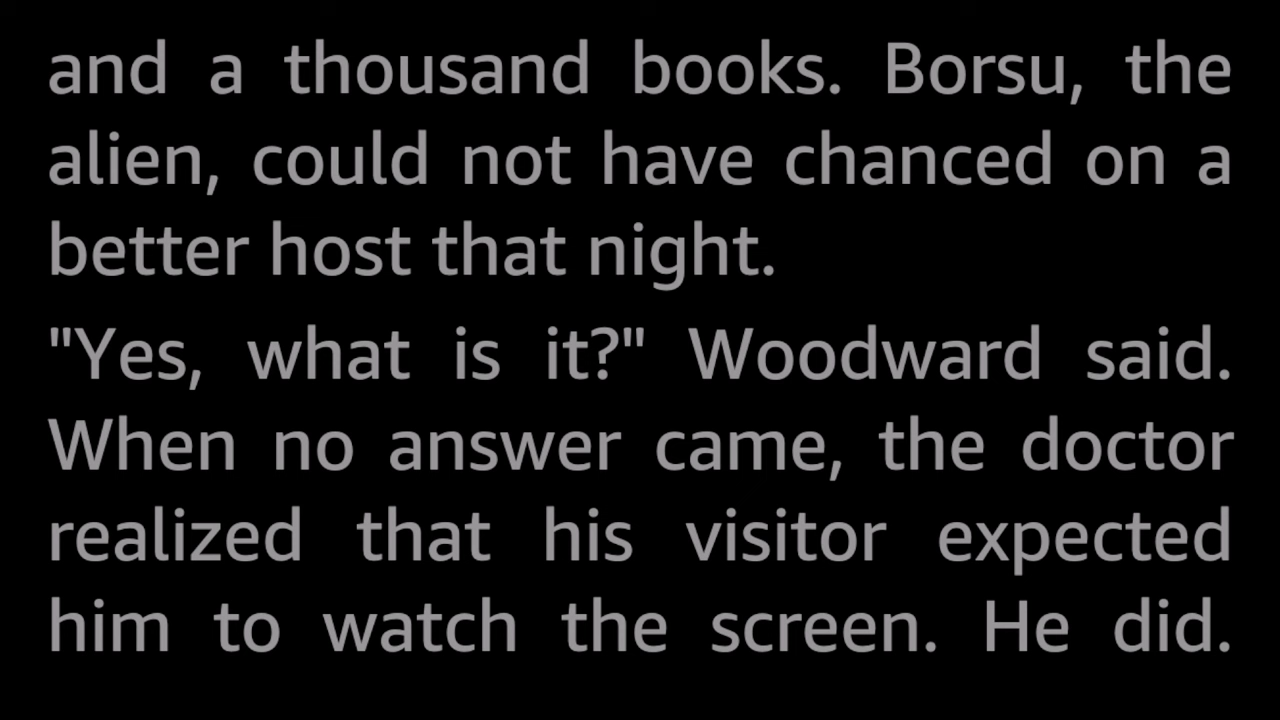 and a thousand books. Borsu, the
alien, could not have chanced on a
better host that night.
"Yes, what is it?" Woodward said.
When no answer came, the doctor
realized that his visitor expected
him to watch the screen. He did.